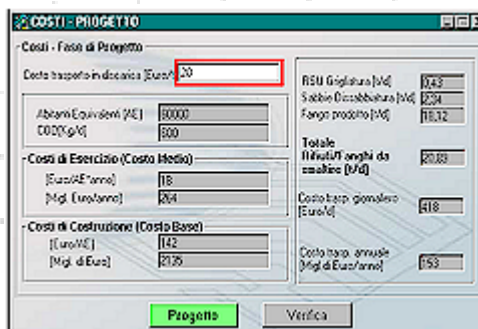 COSTI - PROGETTO
Costi - Fase di Progetto
Costo trasporto in discarica [Euro/t] 20
Abitanti Equivalenti [AE]
COD[Kg/d] 600
Costi di Esercizio (Costo Medio)
[Euro/AE*anno] 18
[Migl. Euro/anno] 264
Costi di Costruzione (Costo Base)
[Euro/AE] 142
[Migl. di Euro] 2135
RSU Grigliatura [t/d] 0,43
Sabbie Dissabbiatura [t/d] 2,34
Fango prodotto [t/d] 18,12
Totale
Rifiuti/Fanghi da
smaltire [t/d] 20,89
Costo trasp. giornaliero
[Euro/d] 418
Costo trasp. annuale
[Migl di Euro/anno] 153
Progetto
Verifica